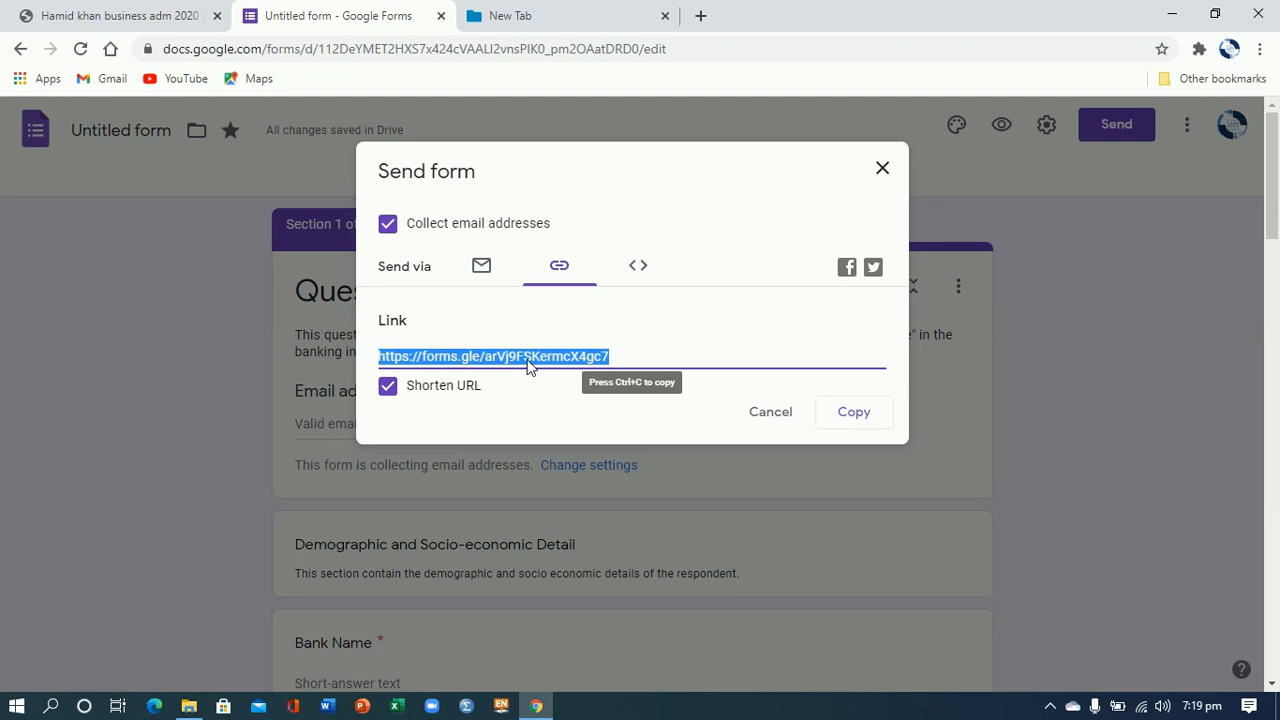 Hamid khan business adm 2020
Untitled form - Google Forms
New Tab
docs.google.com/forms/d/112DeYMET2HXS7x424cVAALI2vnsPlK0_pm2OAatDRD0/edit
Apps
Gmail
YouTube
Maps
Other bookmarks
Untitled form
All changes saved in Drive
Send
Send form
Collect email addresses
Send via
Link
https://forms.gle/arVj9FSKermcX4gc7
Shorten URL
Press Ctrl+C to copy
Cancel
Copy
Section 1 of
Ques
This quest
" in the
banking in
Email ad
Valid emai
This form is collecting email addresses. Change settings
Demographic and Socio-economic Detail
This section contain the demographic and socio economic details of the respondent.
Bank Name *
Short-answer text
7:19 pm